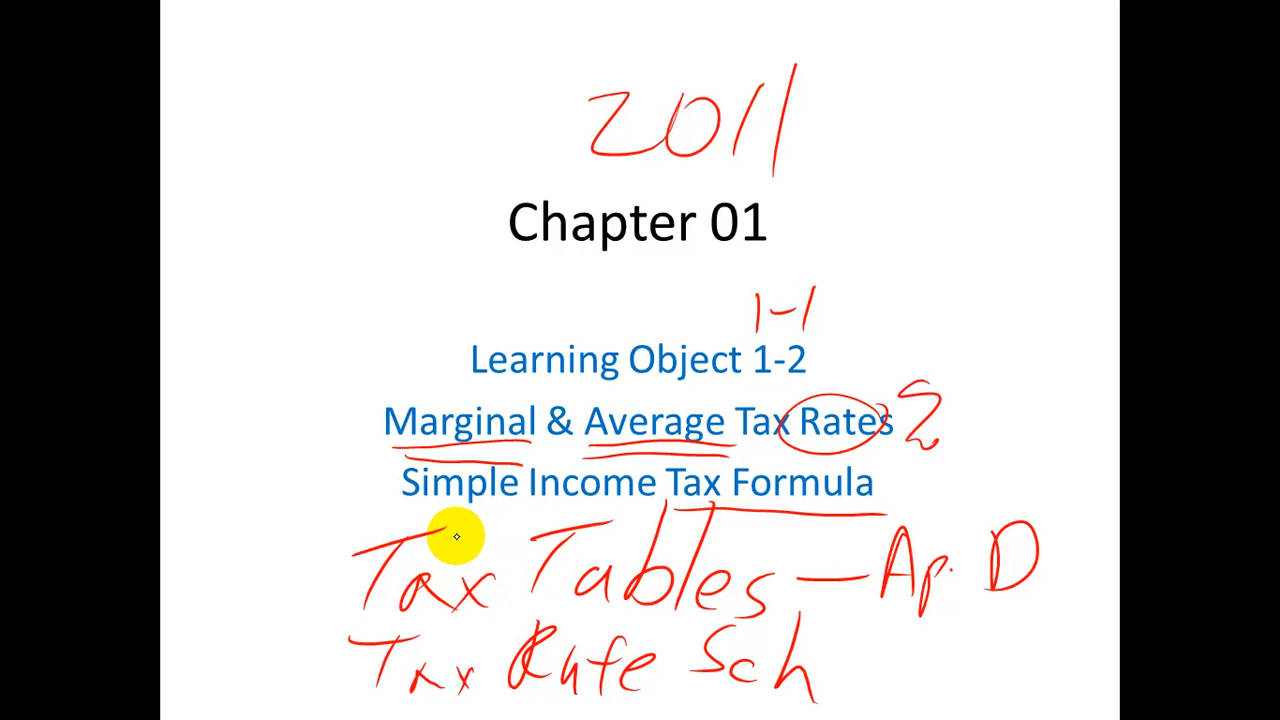 2011
Chapter 01
1-1
Learning Object 1-2
Marginal & Average Tax Rates ?
Simple Income Tax Formula
Tax Tables - Ap. D
Tax Rate Sch